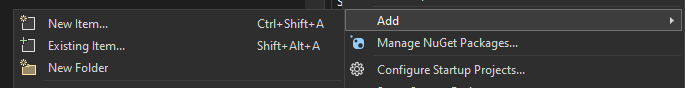 New Item... Ctrl+Shift+A
Existing Item... Shift+Alt+A
New Folder
Add
Manage NuGet Packages...
Configure Startup Projects...